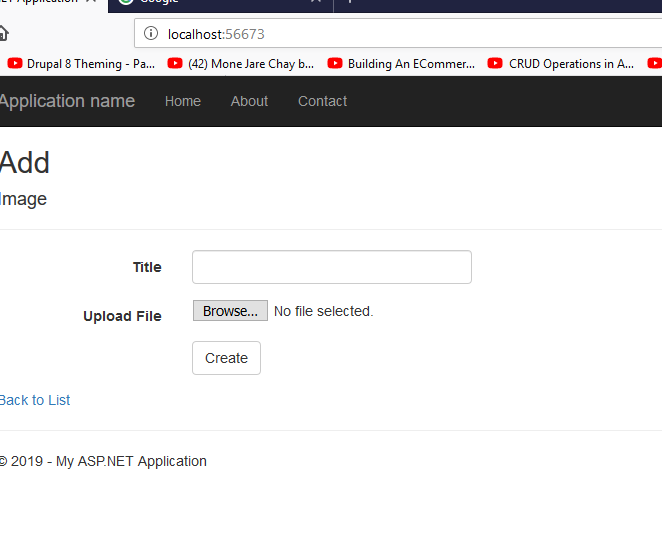 .NET Application
Google
localhost:56673
Drupal 8 Theming - Pa...
(42) Mone Jare Chay b...
Building An ECommer...
CRUD Operations in A...
Application name
Home
About
Contact
Add
Image
Title
Upload File
Browse...
No file selected.
Create
Back to List
© 2019 - My ASP.NET Application